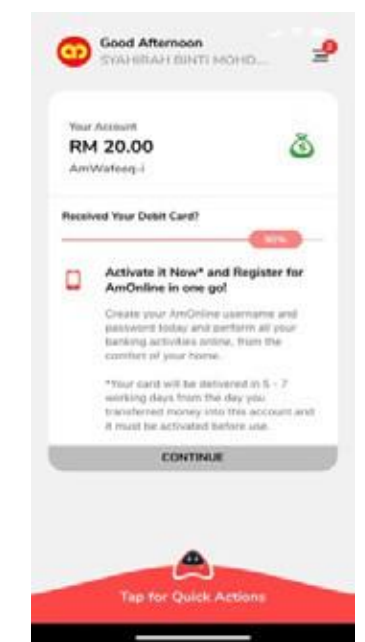 Good Afternoon
SYAHIRAH BINTI MOHD...
2
Your Account
RM 20.00
AmWafeeq-i
Received Your Debit Card?
90%
Activate it Now* and Register for
AmOnline in one go!
Create your AmOnline username and
password today and perform all your
banking activities online, from the
comfort of your home.
*Your card will be delivered in 5 - 7
working days from the day you
transferred money into this account and
it must be activated before use.
CONTINUE
Tap for Quick Actions